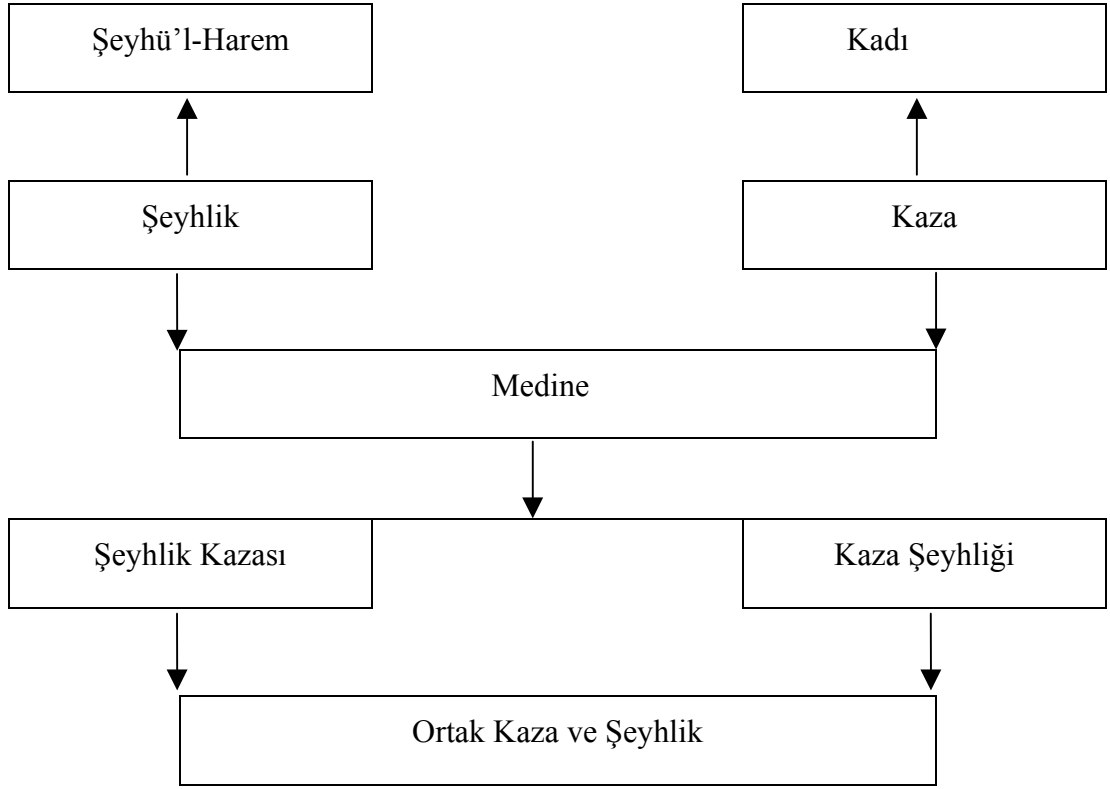 Şeyhü’l-Harem
Kadı
Şeyhlik
Kaza
Medine
Şeyhlik Kazası
Kaza Şeyhliği
Ortak Kaza ve Şeyhlik